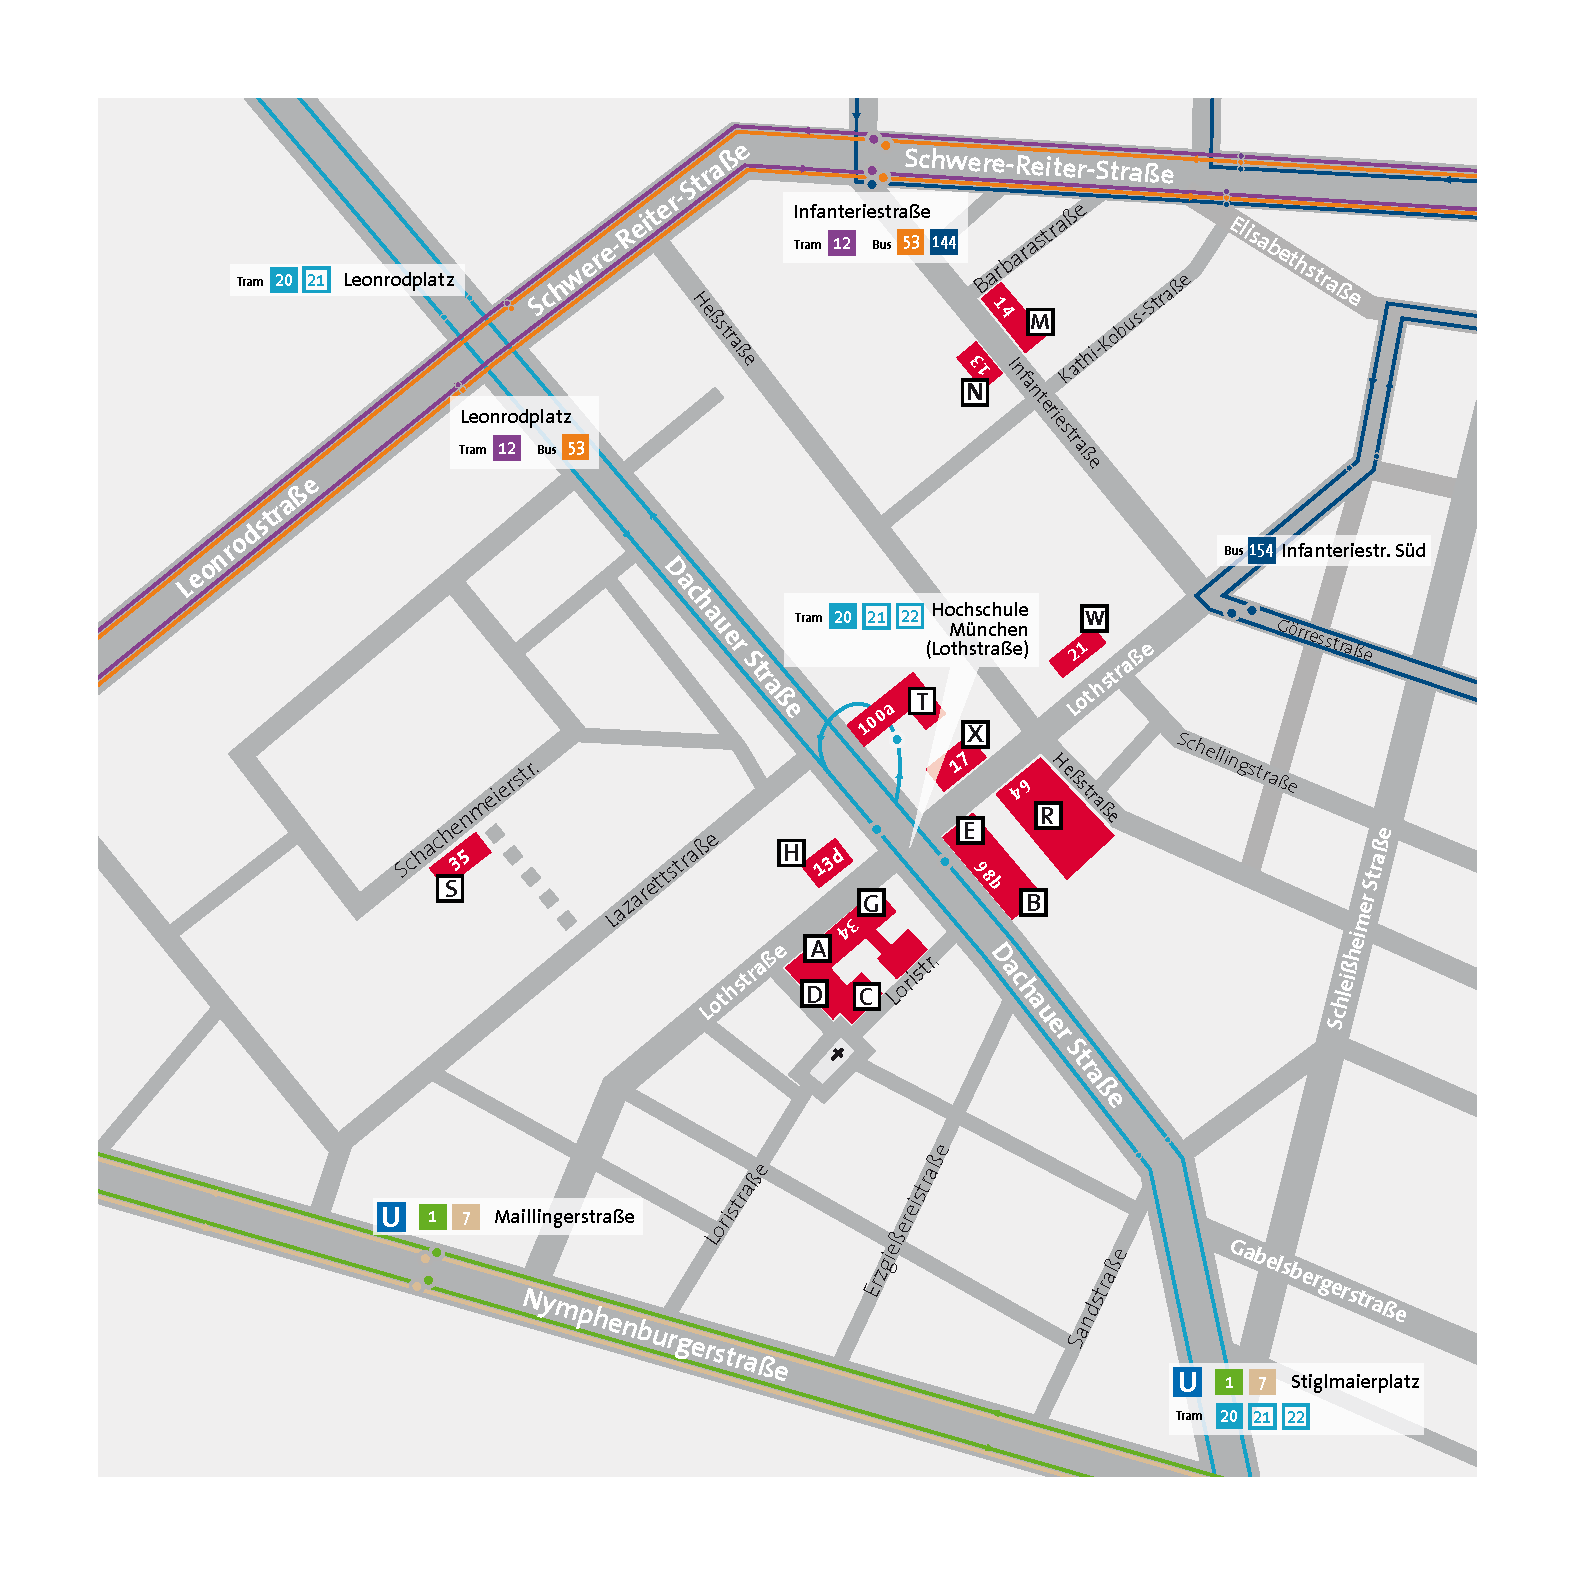 Schwere-Reiter-Straße
Schwere-Reiter-Straße
Infanteriestraße
Tram 12 Bus 53 144
Barbarastraße
Elisabethstraße
Tram 20 21 Leonrodplatz
Heßstraße
14
M
13
N
Kathi-Kobus-Straße
Infanteriestraße
Leonrodplatz
Tram 12 Bus 53
Leonrodstraße
Bus 154 Infanteriestr. Süd
Dachauer Straße
Tram 20 21 22 Hochschule
München
(Lothstraße)
W
21
Görresstraße
Lothstraße
T
100a
X
17
Schellingstraße
Heßstraße
64
R
E
98b
B
Schachenmeierstr.
35
S
Lazarettstraße
H
13d
G
34
A
D
C
Lothstraße
Loristr.
Dachauer Straße
Schleißheimer Straße
Loristraße
Erzgießereistraße
Sandstraße
U 1 7 Maillingerstraße
Nymphenburgerstraße
Gabelsbergerstraße
U 1 7 Stiglmaierplatz
Tram 20 21 22